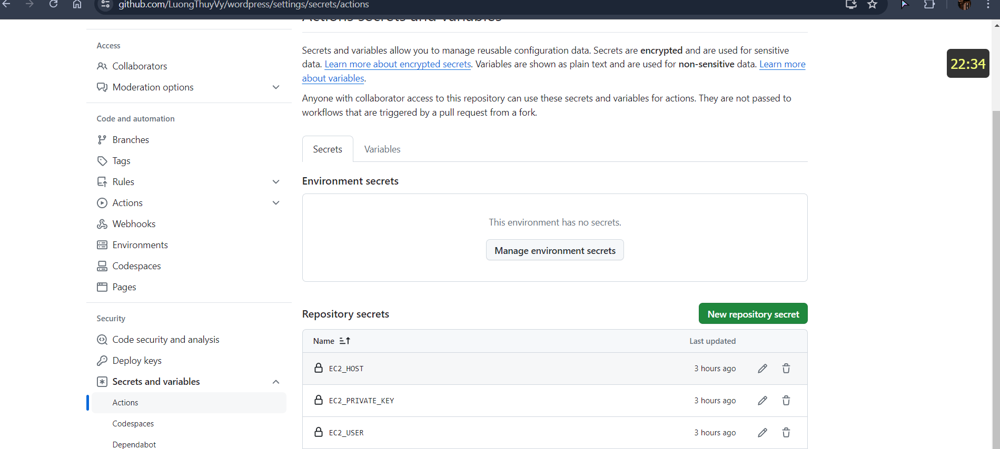 github.com/LuongThuyVy/wordpress/settings/secrets/actions
Actions secrets and variables
22:34
Access
Collaborators
Moderation options
Code and automation
Branches
Tags
Rules
Actions
Webhooks
Environments
Codespaces
Pages
Security
Code security and analysis
Deploy keys
Secrets and variables
Actions
Codespaces
Dependabot
Secrets and variables allow you to manage reusable configuration data. Secrets are encrypted and are used for sensitive
data. Learn more about encrypted secrets. Variables are shown as plain text and are used for non-sensitive data. Learn more
about variables.
Anyone with collaborator access to this repository can use these secrets and variables for actions. They are not passed to
workflows that are triggered by a pull request from a fork.
Secrets Variables
Environment secrets
This environment has no secrets.
Manage environment secrets
Repository secrets
New repository secret
Name Last updated
EC2_HOST 3 hours ago
EC2_PRIVATE_KEY 3 hours ago
EC2_USER 3 hours ago